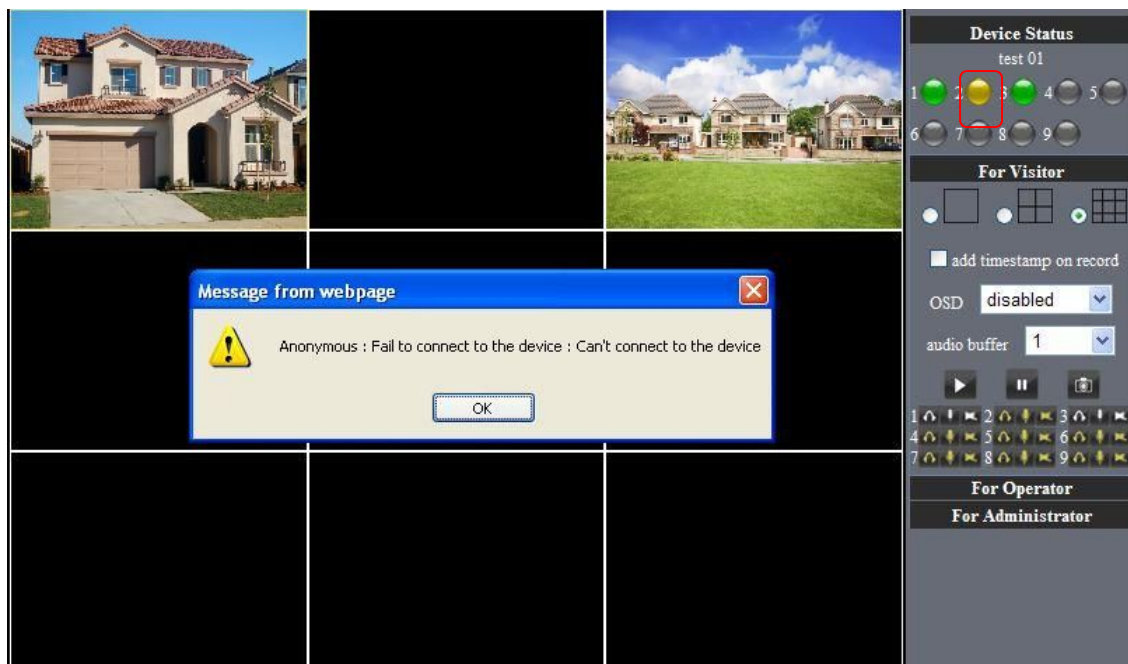 Device Status
test 01
1 2 3 4 5
6 7 8 9
For Visitor
add timestamp on record
OSD disabled
audio buffer 1
1 2 3
4 5 6
7 8 9
For Operator
For Administrator
Message from webpage
Anonymous : Fail to connect to the device : Can't connect to the device
OK